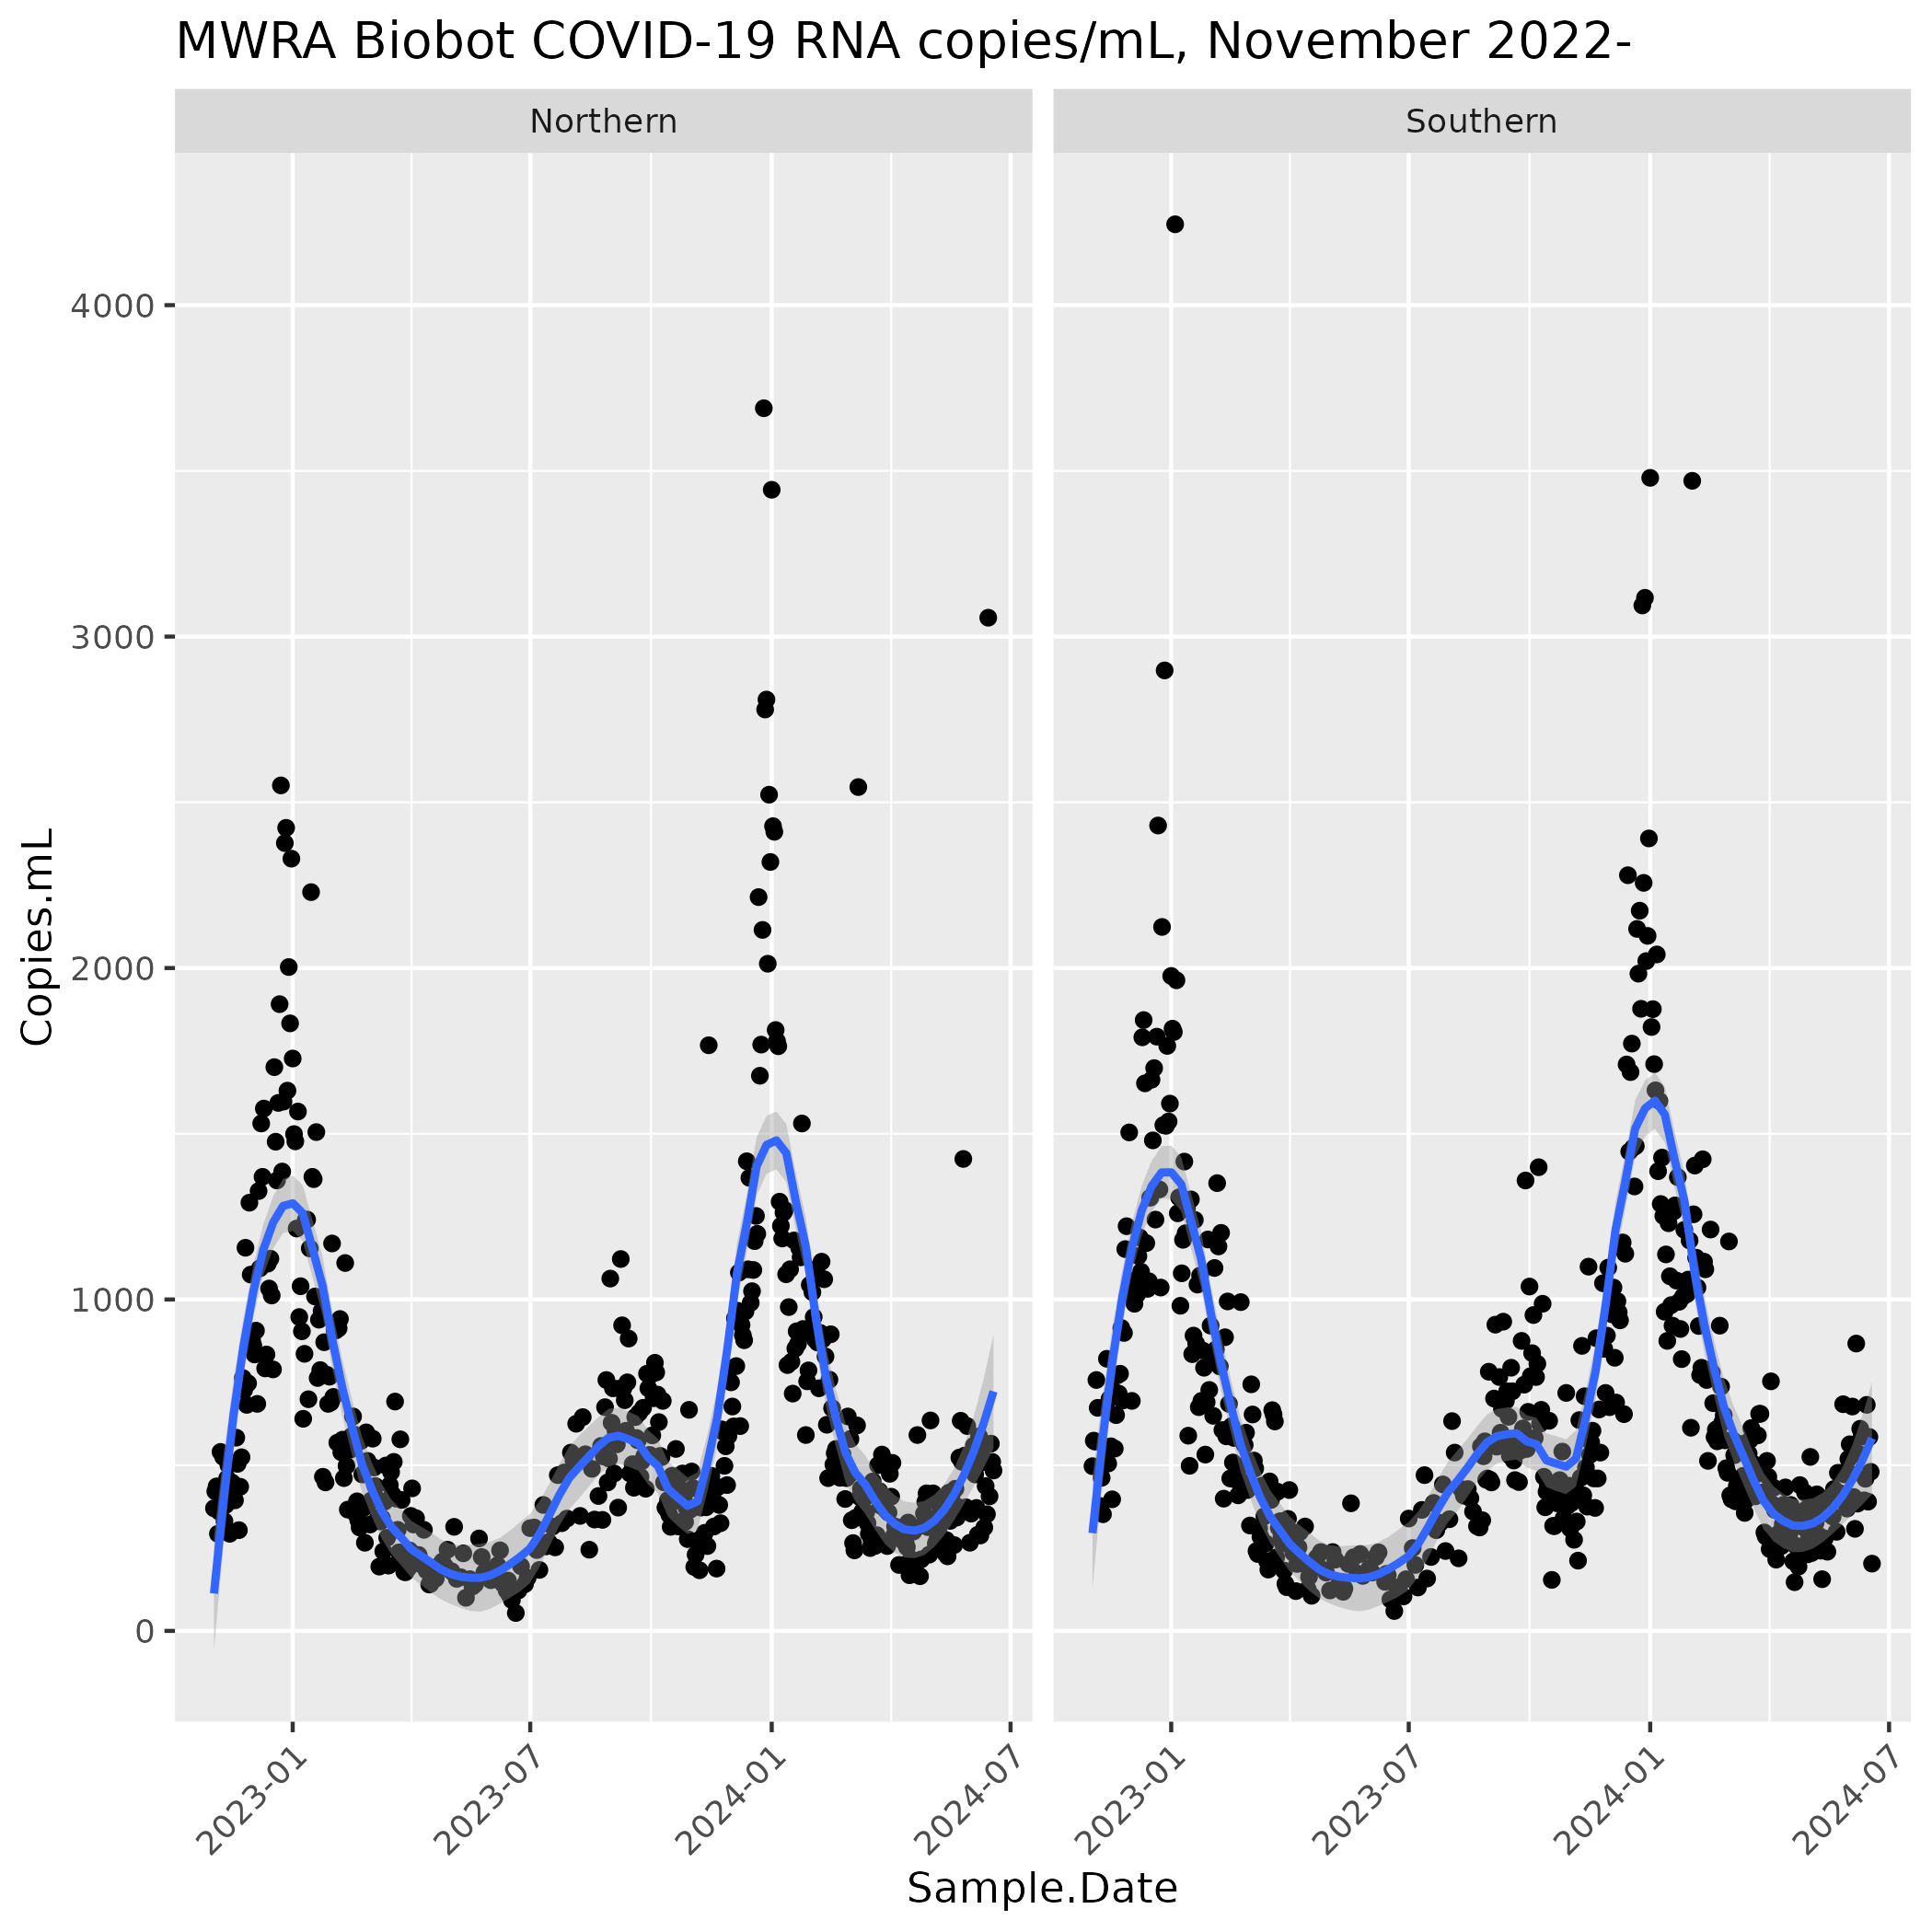 MWRA Biobot COVID-19 RNA copies/mL, November 2022-
Northern
Southern
Copies.mL
4000
3000
2000
1000
0
2023-01
2023-07
2024-01
2024-07
2023-01
2023-07
2024-01
2024-07
Sample.Date